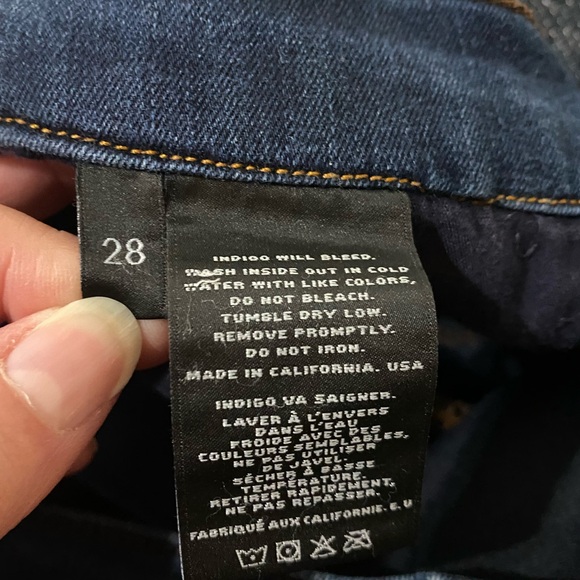 28
INDIGO WILL BLEED.
WASH INSIDE OUT IN COLD
WATER WITH LIKE COLORS,
DO NOT BLEACH.
TUMBLE DRY LOW.
REMOVE PROMPTLY.
DO NOT IRON.
MADE IN CALIFORNIA. USA
INDIGO VA SAIGNER.
LAVER À L'ENVERS
DANS L'EAU
FROIDE AVEC DES
COULEURS SEMBLABLES,
NE PAS UTILISER
DE JAVEL.
SÉCHER À BASSE
TEMPÉRATURE.
RETIRER RAPIDEMENT.
NE PAS REPASSER.
FABRIQUÉ AUX CALIFORNIE. E.U